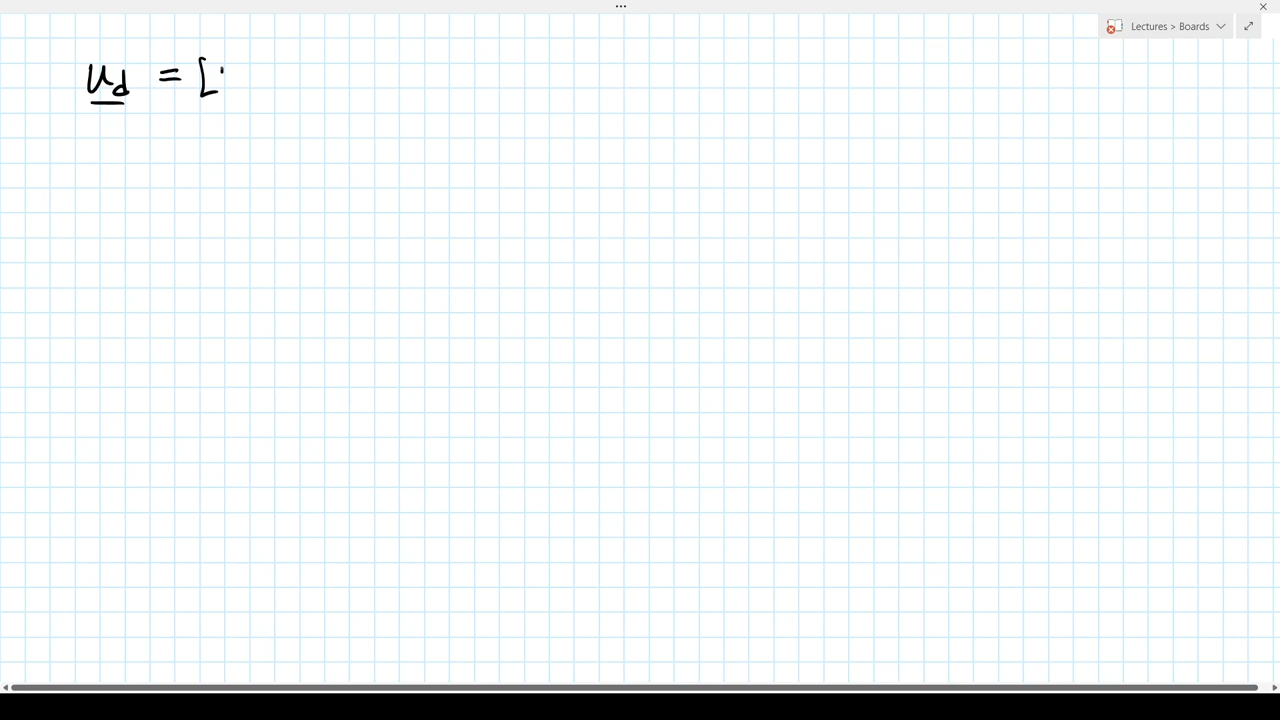 Lectures > Boards
u_d = [